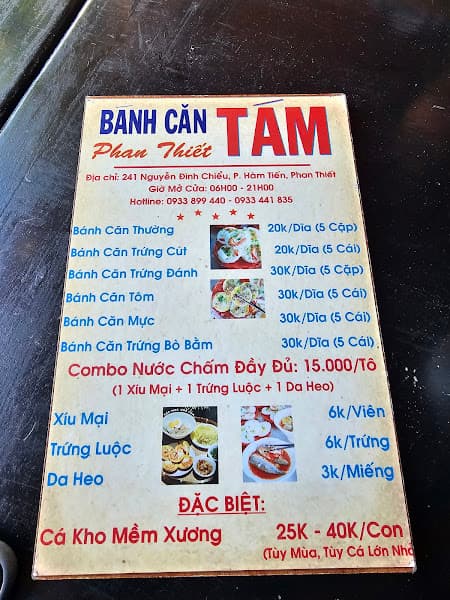 BÁNH CĂN TÁM
Phan Thiết
Địa chỉ: 241 Nguyễn Đình Chiểu, P. Hàm Tiến, Phan Thiết
Giờ Mở Cửa: 06H00 - 21H00
Hotline: 0933 899 440 - 0933 441 835
Bánh Căn Thường 20k/Dĩa (5 Cặp)
Bánh Căn Trứng Cút 20k/Dĩa (5 Cái)
Bánh Căn Trứng Đánh 30K/Dĩa (5 Cặp)
Bánh Căn Tôm 30k/Dĩa (5 Cái)
Bánh Căn Mực 30k/Dĩa (5 Cái)
Bánh Căn Trứng Bò Bằm 30k/Dĩa (5 Cái)
Combo Nước Chấm Đầy Đủ: 15.000/Tô
(1 Xíu Mại + 1 Trứng Luộc + 1 Da Heo)
Xíu Mại 6k/Viên
Trứng Luộc 6k/Trứng
Da Heo 3k/Miếng
ĐẶC BIỆT:
Cá Kho Mềm Xương 25K - 40K/Con
(Tùy Mùa, Tùy Cá Lớn Nhỏ